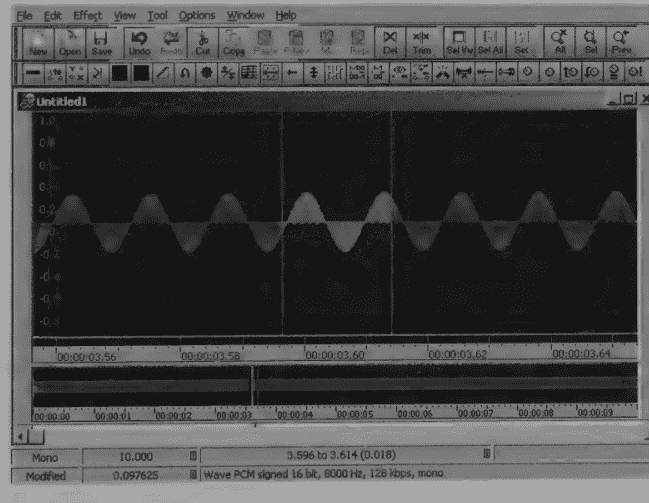 File Edit Effect View Tool Options Window Help
New Open Save Undo Redo Cut Copy Paste P.New Mix Repl Del Trim Sel Vw Sel All Set All Sel Prev
Untitled1
1.0
00:00:03.56 00:00:03.58 00:00:03.60 00:00:03.62 00:00:03.64
00:00:00 00:00:01 00:00:02 00:00:03 00:00:04 00:00:05 00:00:06 00:00:07 00:00:08 00:00:09
Mono 10.000 3.596 to 3.614 (0.018)
Modified 0.097625 Wave PCM signed 16 bit, 8000 Hz, 128 kbps, mono